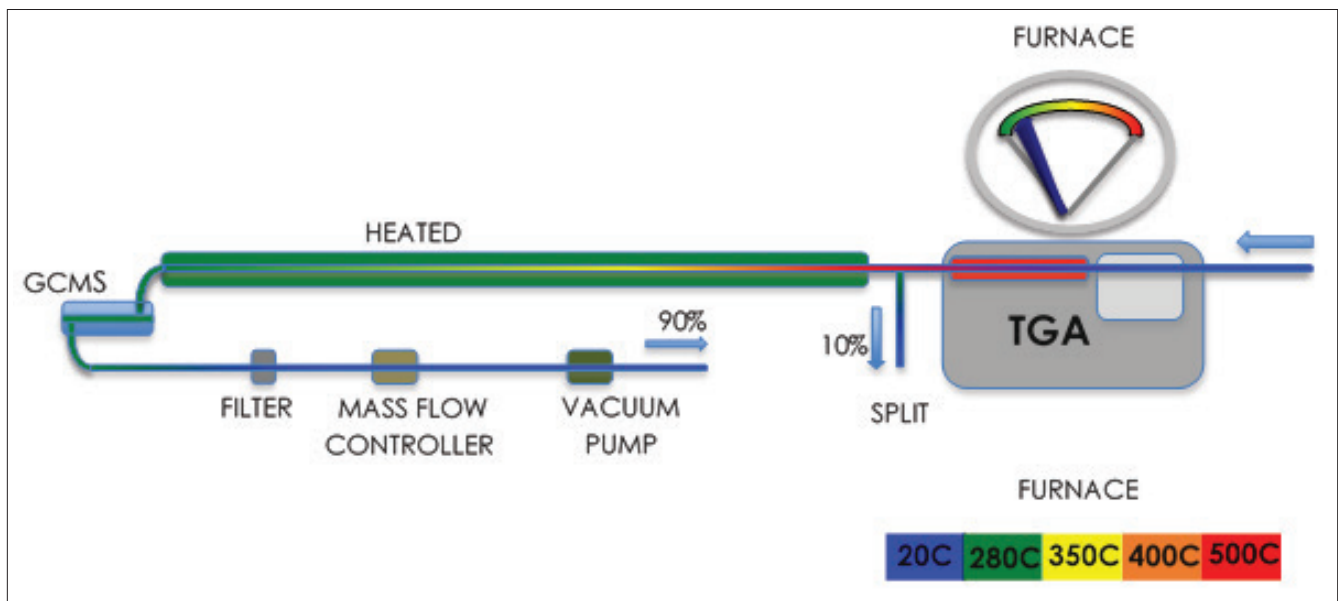 FURNACE
HEATED
GCMS
90%
10%
TGA
FILTER
MASS FLOW
CONTROLLER
VACUUM
PUMP
SPLIT
FURNACE
20C 280C 350C 400C 500C